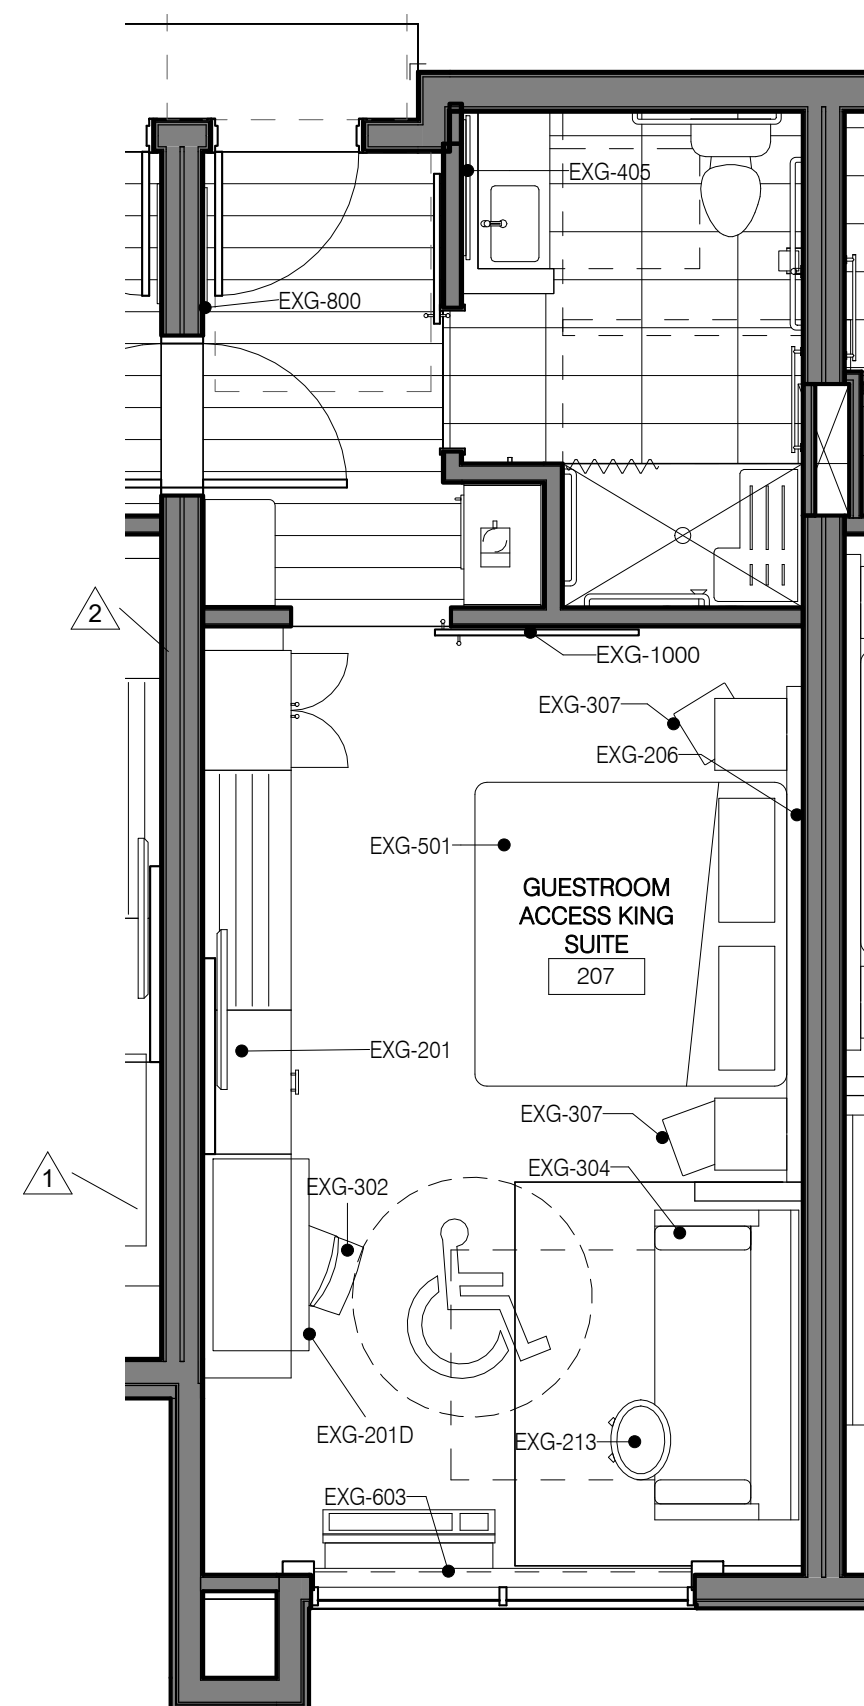 EXG-405
EXG-800
2
EXG-1000
EXG-307
EXG-206
EXG-501
GUESTROOM
ACCESS KING
SUITE
207
EXG-201
EXG-307
EXG-304
1
EXG-302
EXG-201D
EXG-213
EXG-603